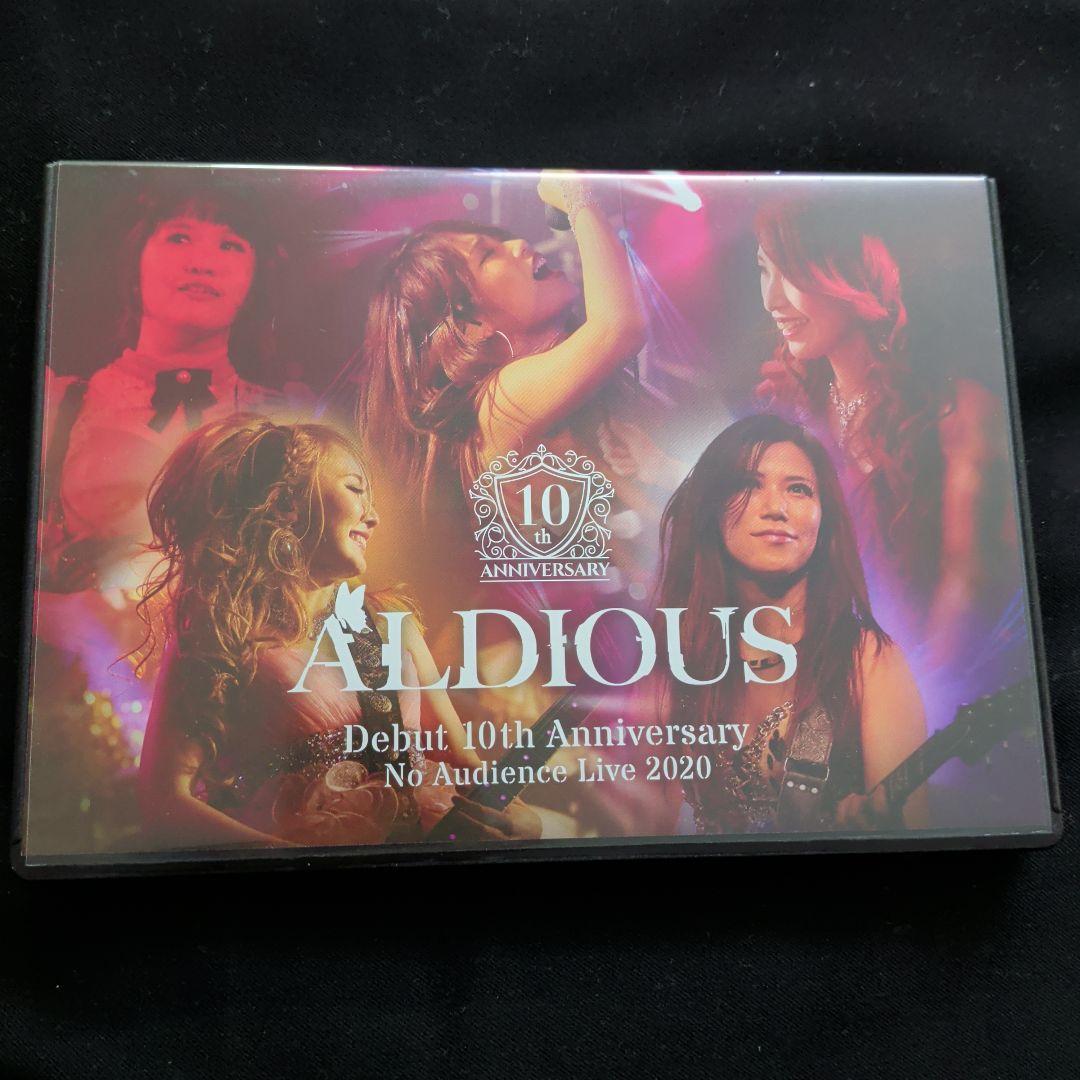 10
th
ANNIVERSARY
ALDIOUS
Debut 10th Anniversary
No Audience Live 2020